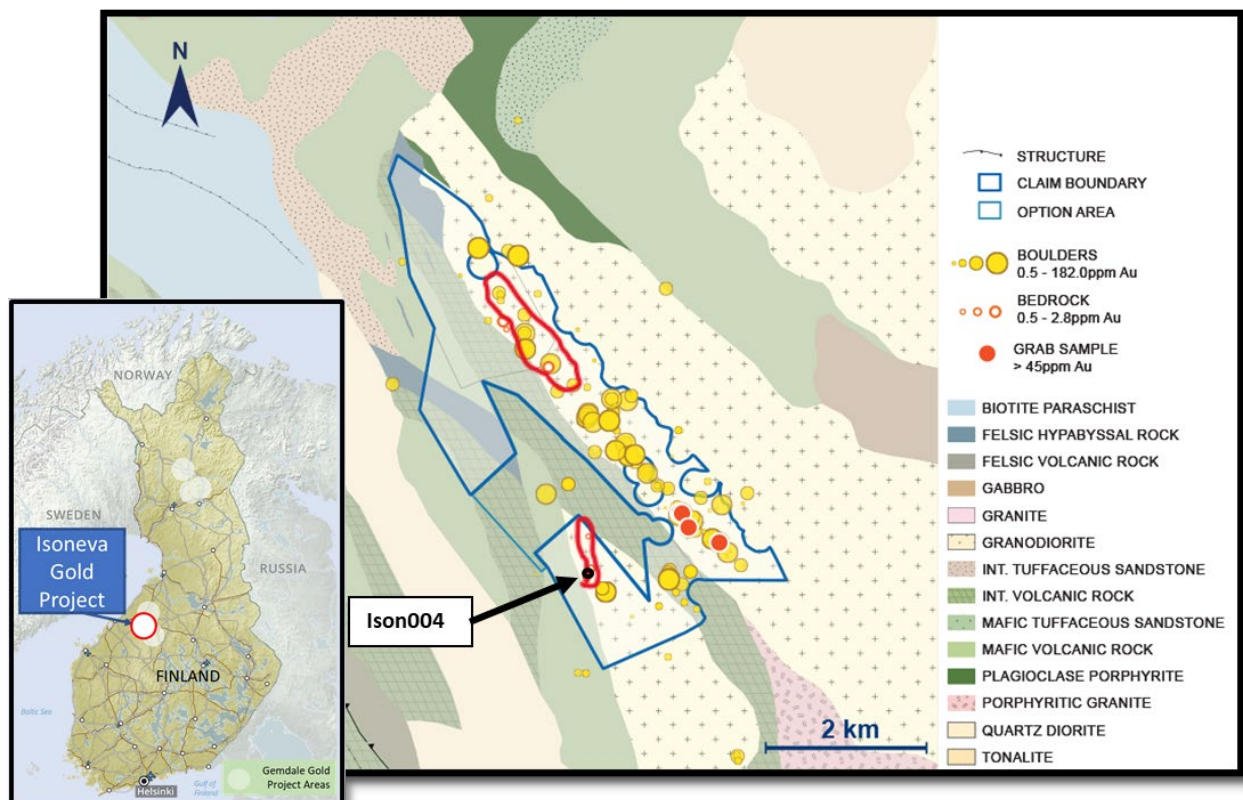 N
STRUCTURE
CLAIM BOUNDARY
OPTION AREA
BOULDERS
0.5 - 182.0ppm Au
BEDROCK
0.5 - 2.8ppm Au
GRAB SAMPLE
> 45ppm Au
BIOTITE PARASCHIST
FELSIC HYPABYSSAL ROCK
FELSIC VOLCANIC ROCK
GABBRO
GRANITE
GRANODIORITE
INT. TUFFACEOUS SANDSTONE
INT. VOLCANIC ROCK
MAFIC TUFFACEOUS SANDSTONE
MAFIC VOLCANIC ROCK
PLAGIOCLASE PORPHYRITE
PORPHYRITIC GRANITE
QUARTZ DIORITE
TONALITE
Ison004
2 km
NORWAY
SWEDEN
Isoneva
Gold
Project
RUSSIA
FINLAND
Baltic Sea
Gulf of
Finland
Helsinki
Gemdale Gold
Project Areas